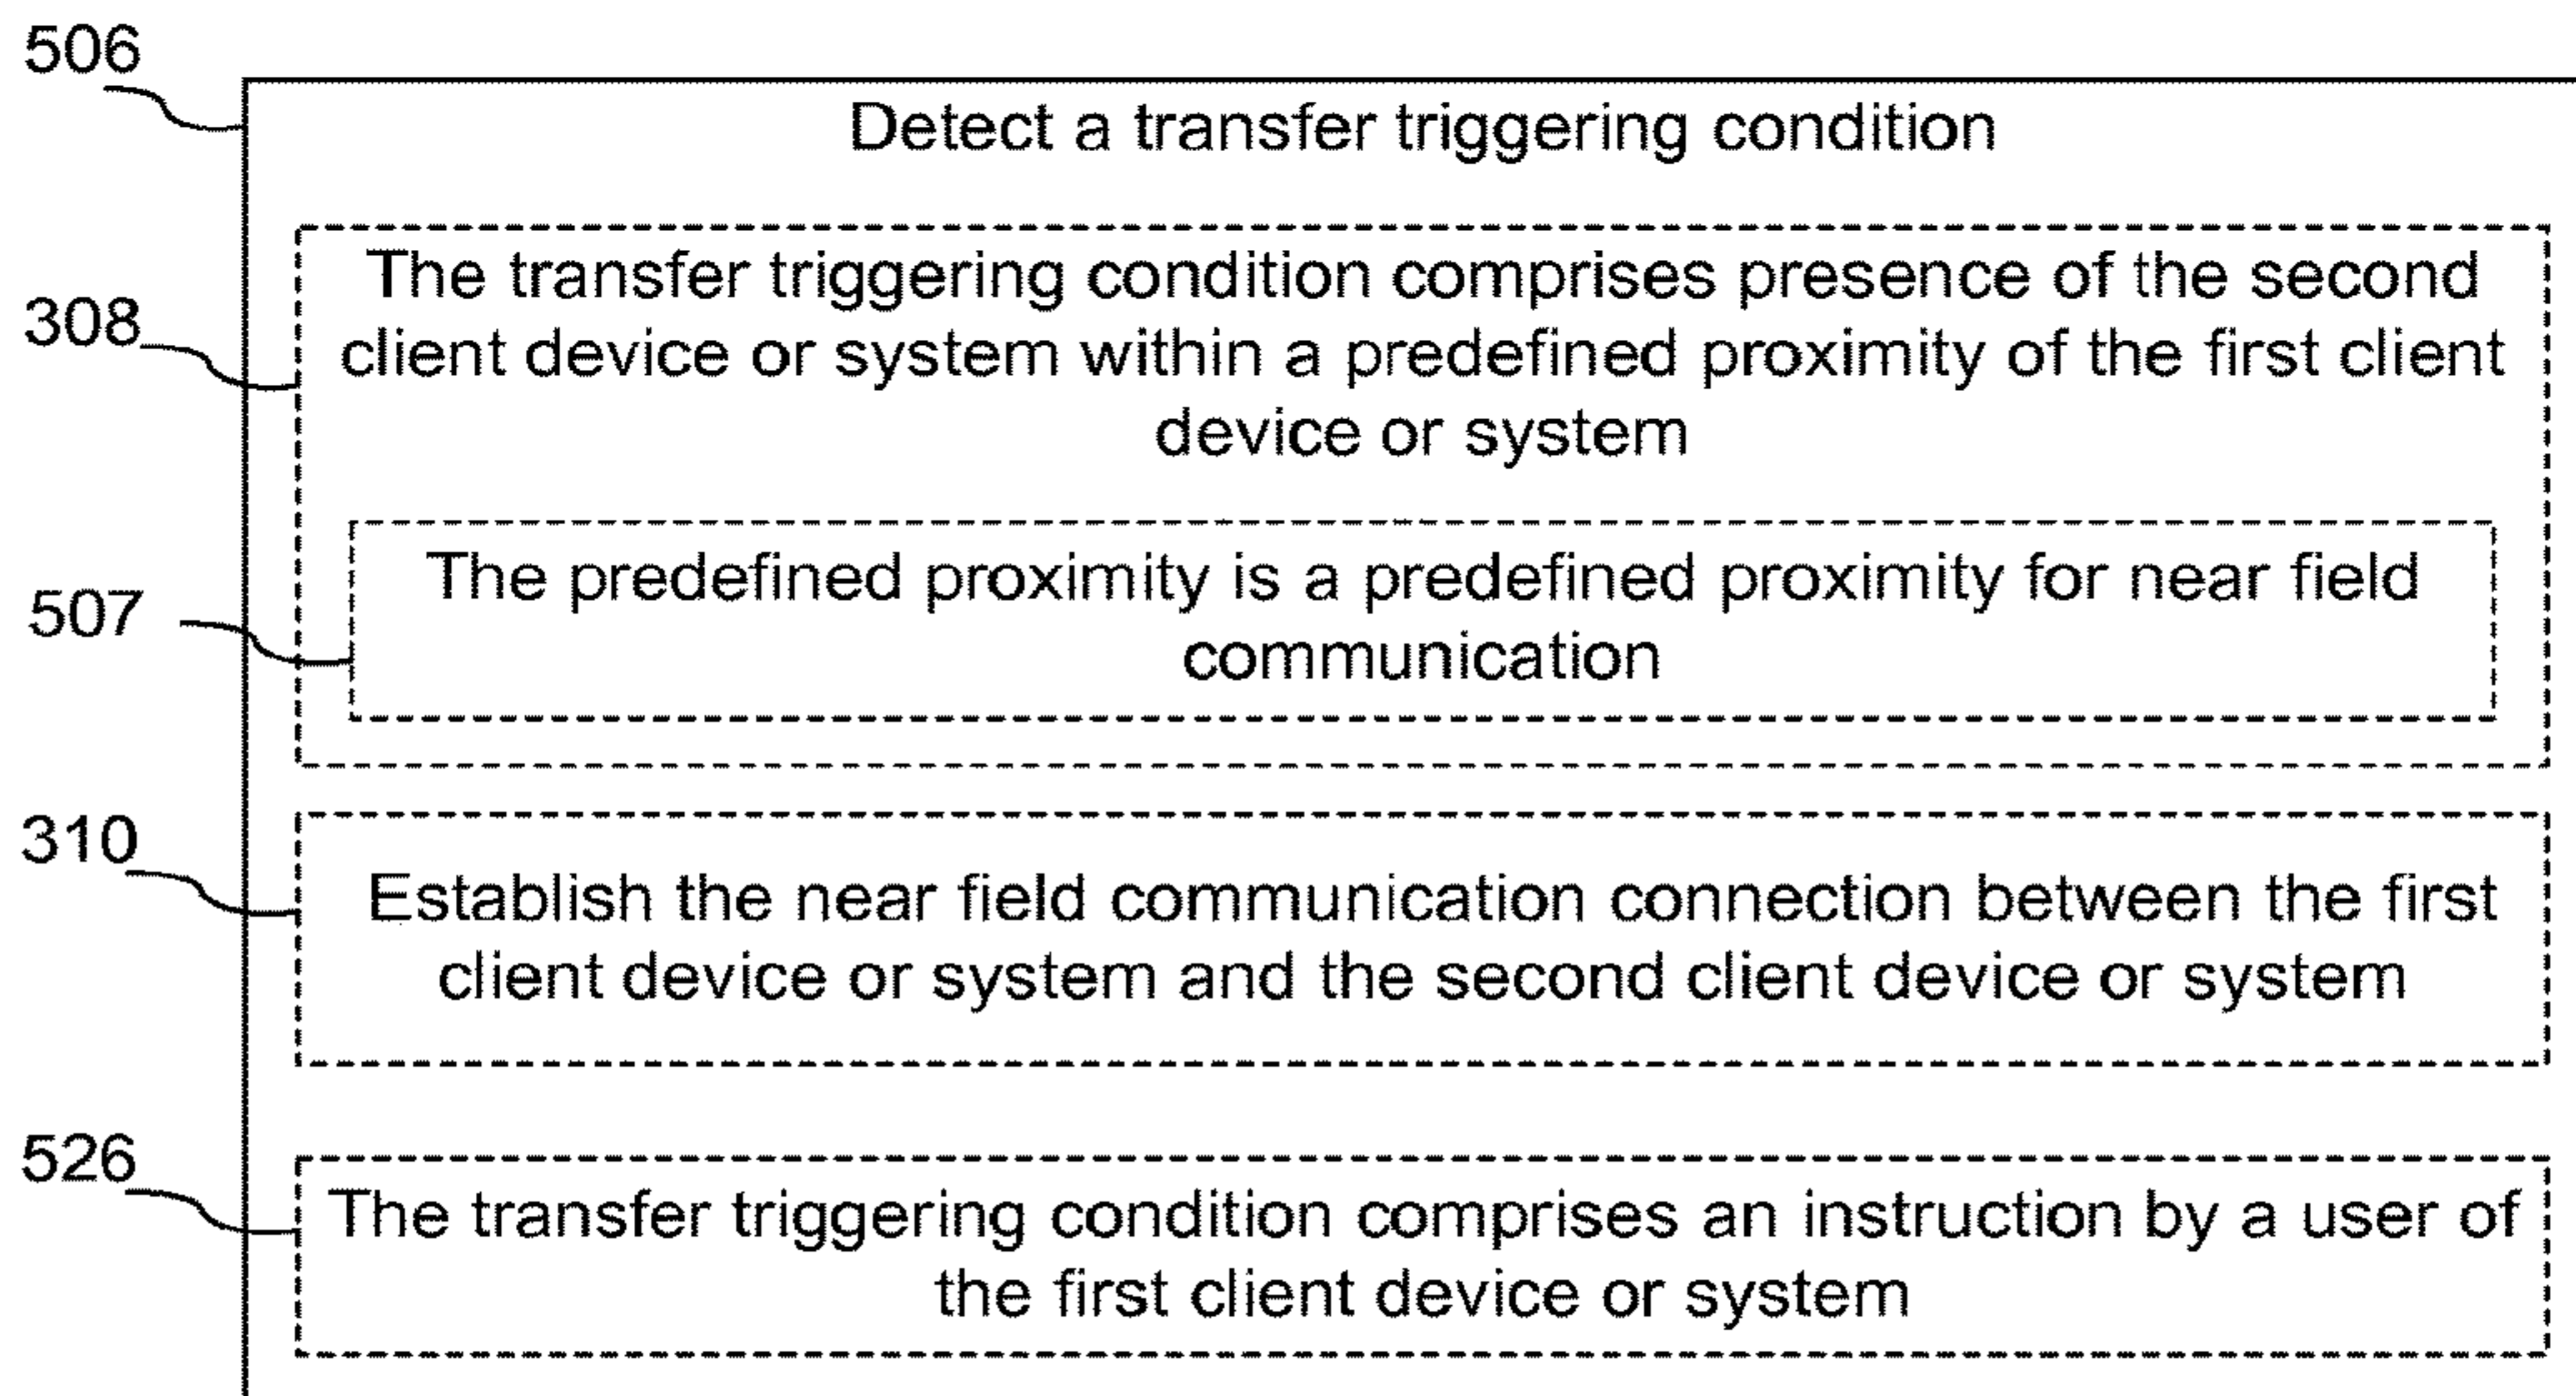 506
Detect a transfer triggering condition
308
The transfer triggering condition comprises presence of the second
client device or system within a predefined proximity of the first client
device or system
507
The predefined proximity is a predefined proximity for near field
communication
310
Establish the near field communication connection between the first
client device or system and the second client device or system
526
The transfer triggering condition comprises an instruction by a user of
the first client device or system